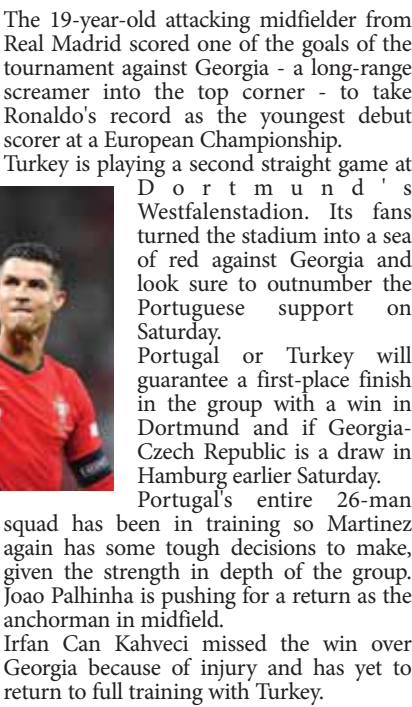 The 19-year-old attacking midfielder from
Real Madrid scored one of the goals of the
tournament against Georgia - a long-range
screamer into the top corner - to take
Ronaldo's record as the youngest debut
scorer at a European Championship.
Turkey is playing a second straight game at
Dortmund's
Westfalenstadion. Its fans
turned the stadium into a sea
of red against Georgia and
look sure to outnumber the
Portuguese support on
Saturday.
Portugal or Turkey will
guarantee a first-place finish
in the group with a win in
Dortmund and if Georgia-
Czech Republic is a draw in
Hamburg earlier Saturday.
Portugal's entire 26-man
squad has been in training so Martinez
again has some tough decisions to make,
given the strength in depth of the group.
Joao Palhinha is pushing for a return as the
anchorman in midfield.
Irfan Can Kahveci missed the win over
Georgia because of injury and has yet to
return to full training with Turkey.